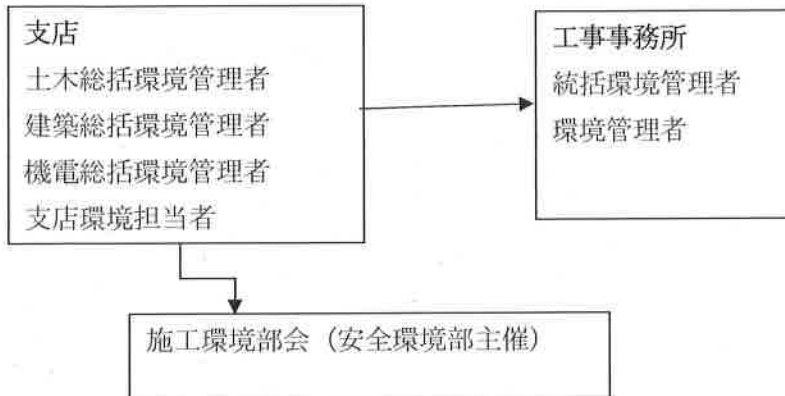 支店
土木総括環境管理者
建築総括環境管理者
機電総括環境管理者
支店環境担当者
工事事務所
統括環境管理者
環境管理者
施工環境部会（安全環境部主催）